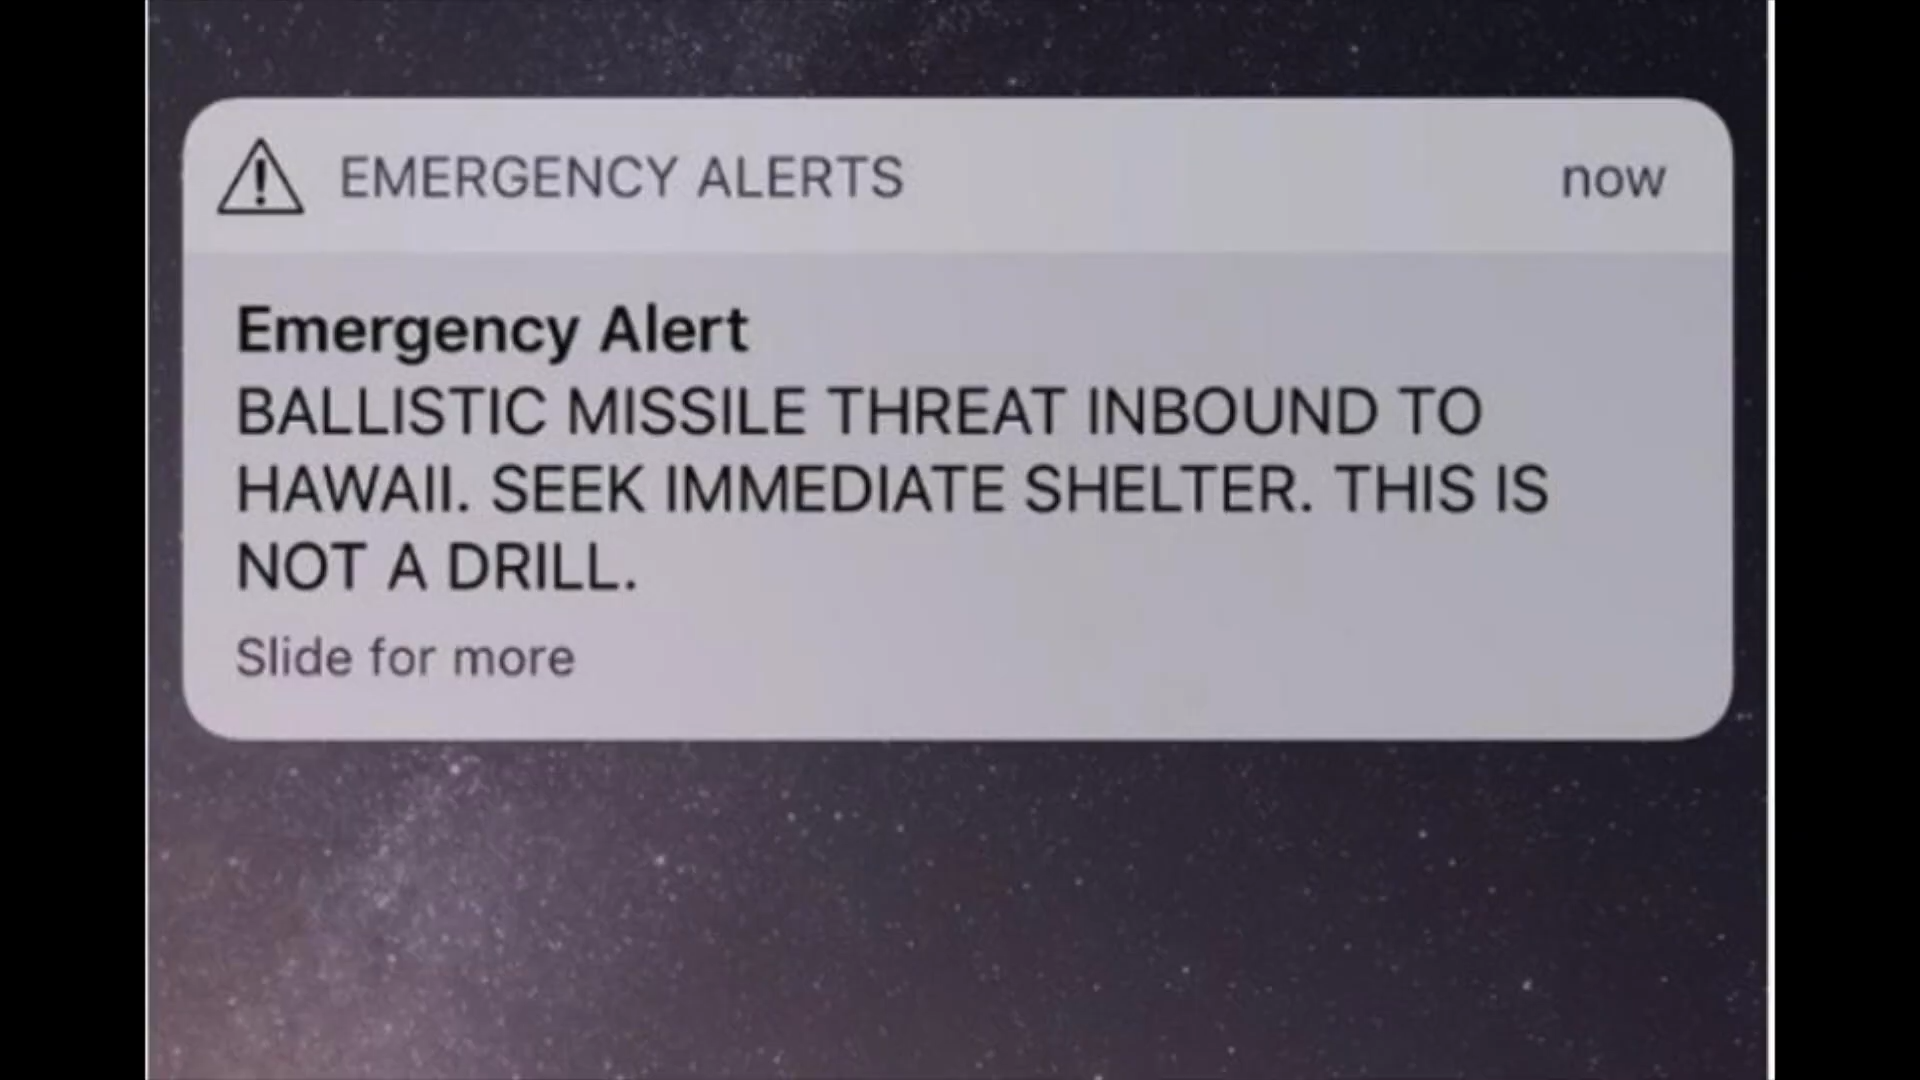 EMERGENCY ALERTS now
Emergency Alert
BALLISTIC MISSILE THREAT INBOUND TO
HAWAII. SEEK IMMEDIATE SHELTER. THIS IS
NOT A DRILL.
Slide for more